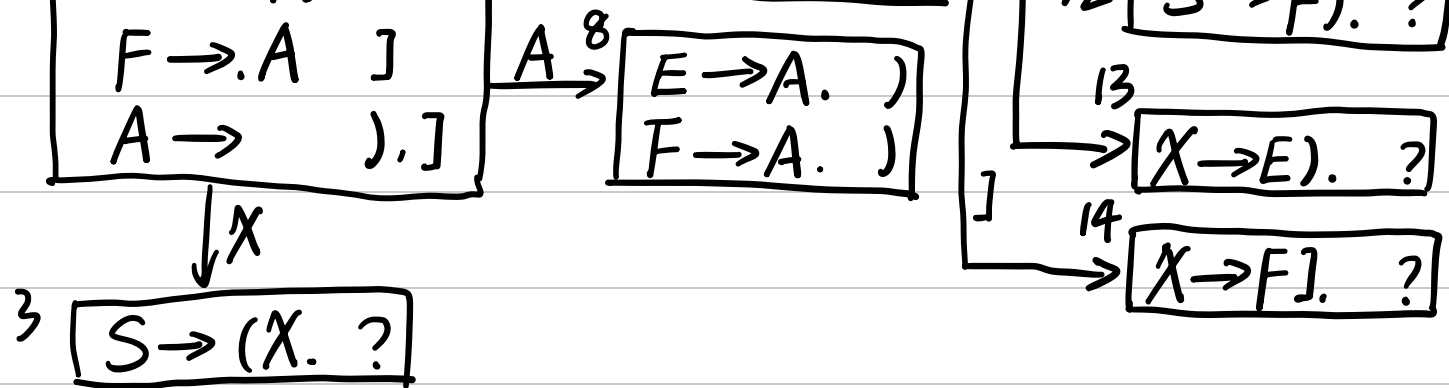 F → . A ]
A → ), ]
X
3
S → (X. ?
A
8
E → A. )
F → A. )
]
13
X → E). ?
14
X → F]. ?